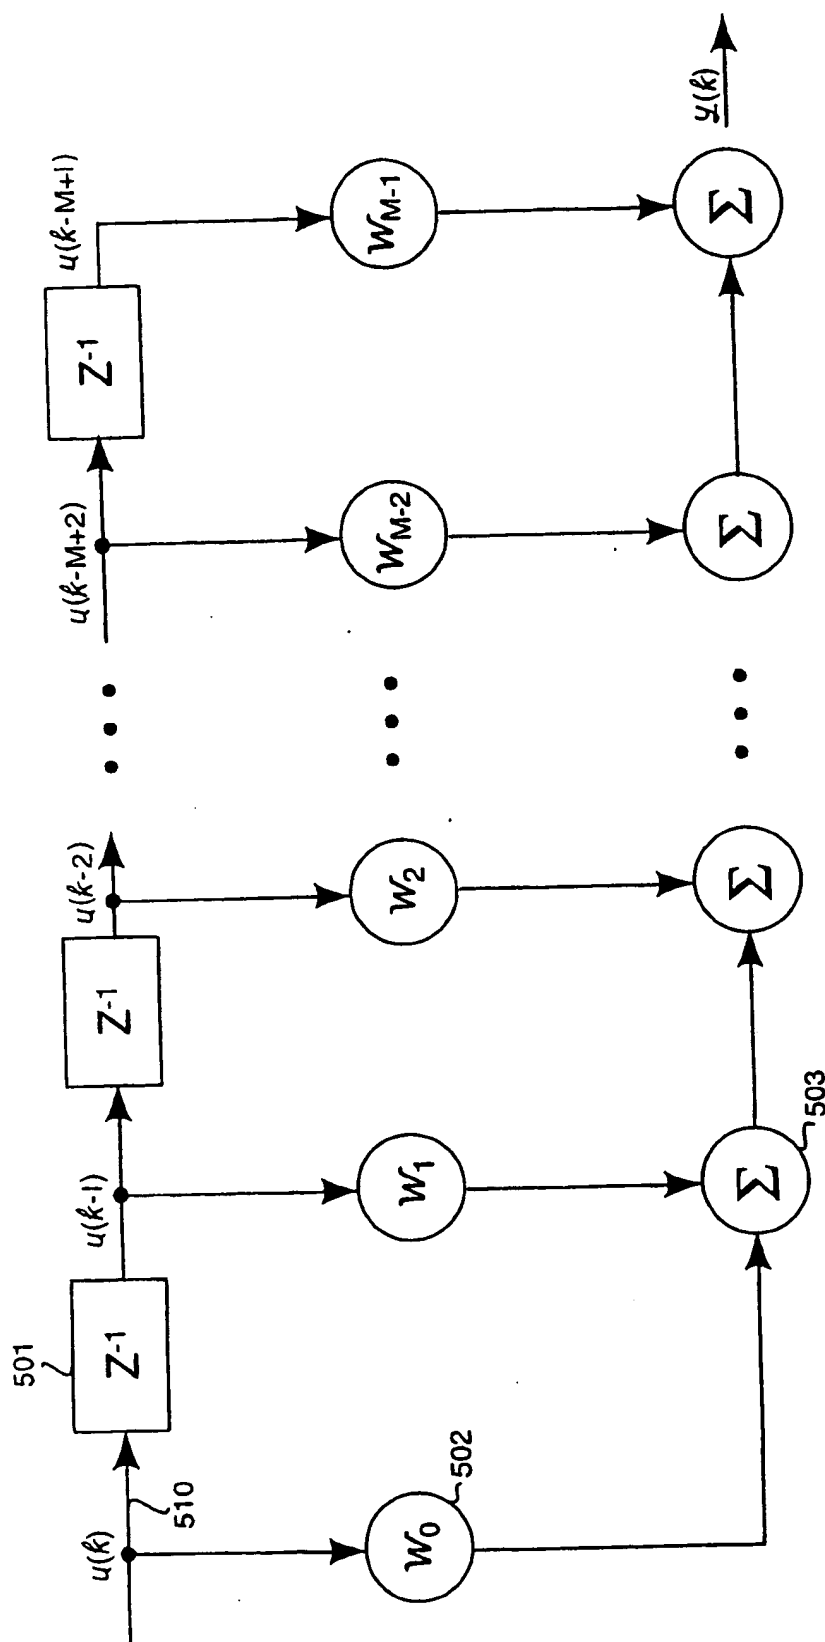 u(k)
u(k-1)
u(k-2)
u(k-M+2)
u(k-M+1)
510
501
Z-1
Z-1
Z-1
W0
W1
W2
WM-2
WM-1
502
Σ
Σ
Σ
Σ
503
y(k)